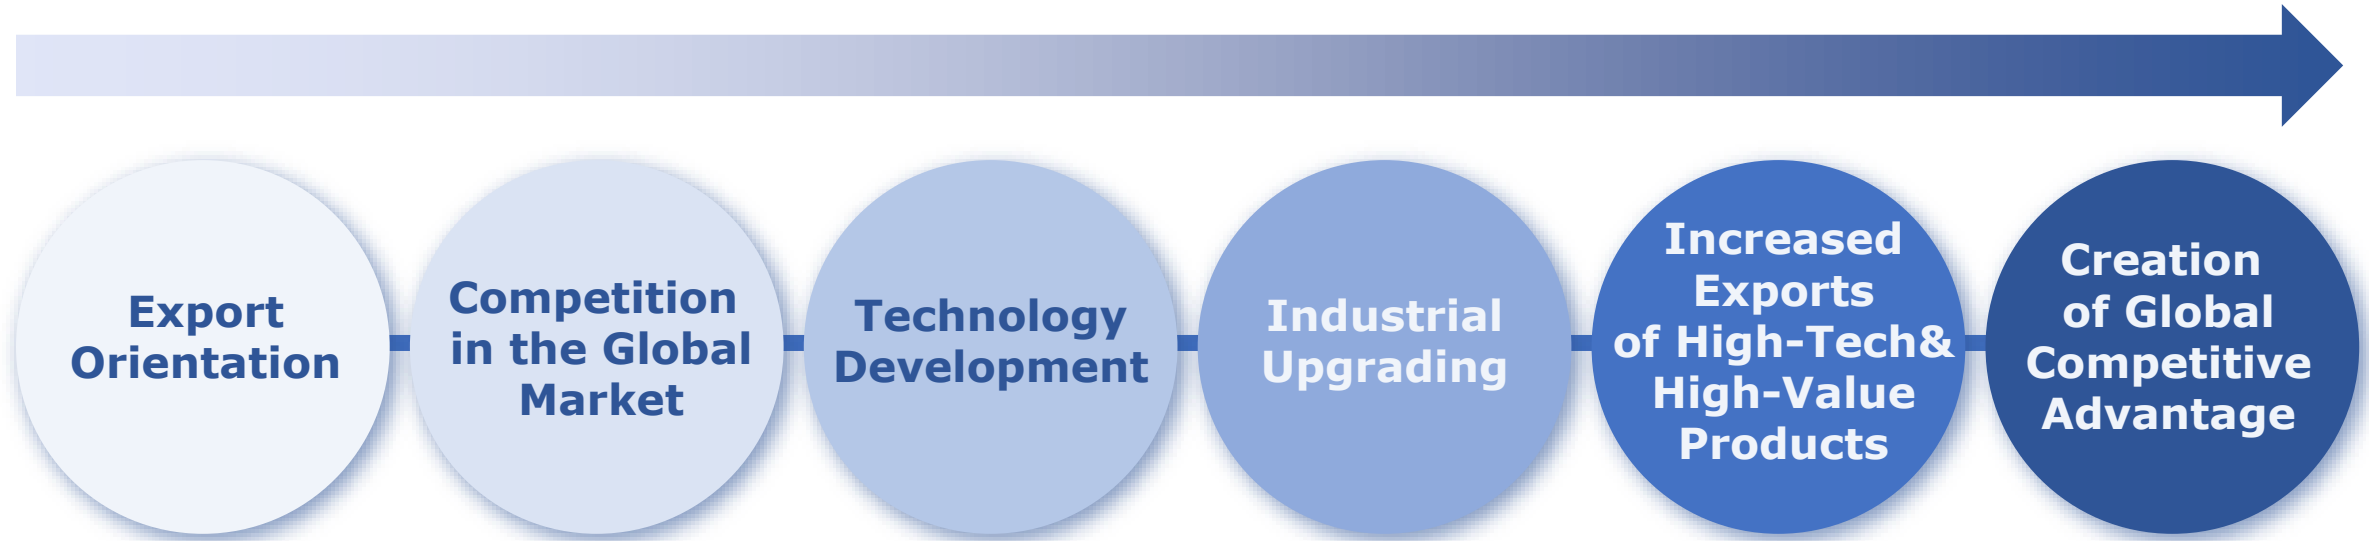 Export
Orientation
Competition
in the Global
Market
Technology
Development
Industrial
Upgrading
Increased
Exports
of High-Tech&
High-Value
Products
Creation
of Global
Competitive
Advantage